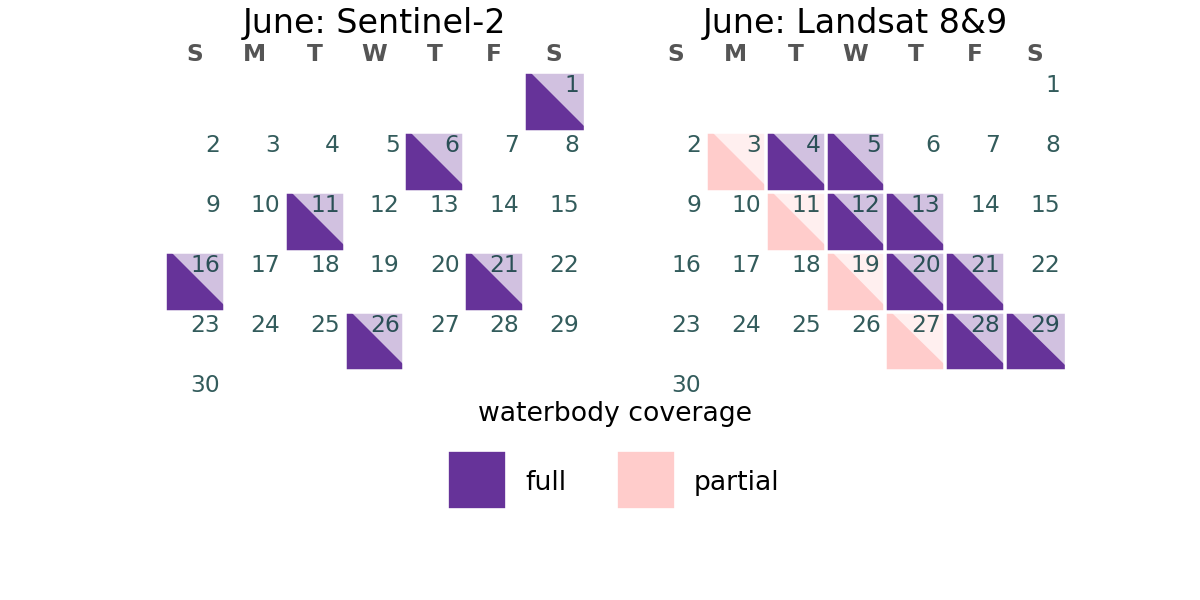 June: Sentinel-2
S M T W T F S
1
2 3 4 5 6 7 8
9 10 11 12 13 14 15
16 17 18 19 20 21 22
23 24 25 26 27 28 29
30
June: Landsat 8&9
S M T W T F S
1
2 3 4 5 6 7 8
9 10 11 12 13 14 15
16 17 18 19 20 21 22
23 24 25 26 27 28 29
30
waterbody coverage
full partial